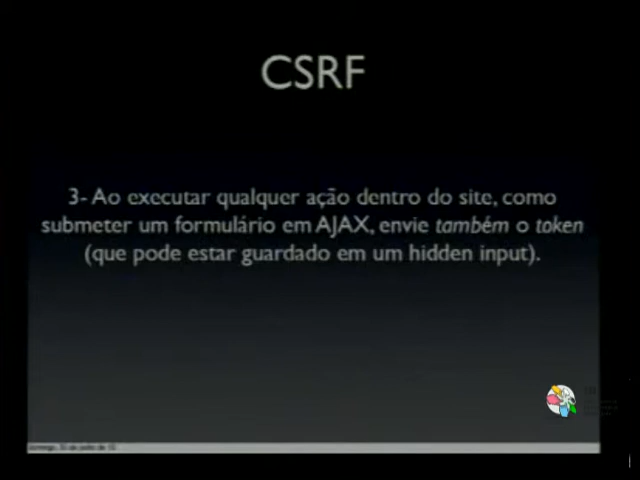 CSRF
3- Ao executar qualquer ação dentro do site, como
submeter um formulário em AJAX, envie também o token
(que pode estar guardado em um hidden input).